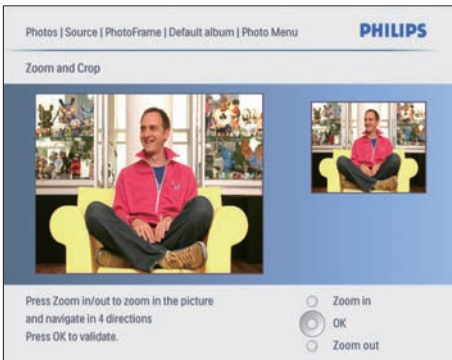 Photos | Source | PhotoFrame | Default album | Photo Menu
PHILIPS
Zoom and Crop
Press Zoom in/out to zoom in the picture
and navigate in 4 directions
Press OK to validate.
Zoom in
OK
Zoom out